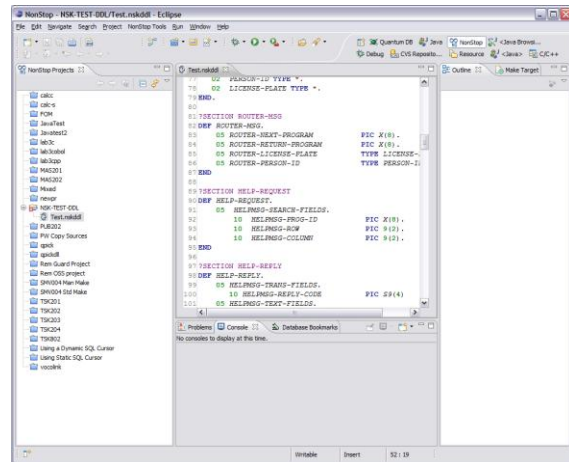 NonStop - NSK-TEST-DDL/Test.nskddl - Eclipse
File Edit Navigate Search Project NonStop Tools Run Window Help
Quantum DB Java NonStop <Java Browsi...
Debug CVS Reposito... Resource <Java> C/C++
NonStop Projects
Test.nskddl
Outline Make Target
calcc
calc-s
FQM
JavaTest
Javatest2
lab3c
lab3cobol
lab3cpp
MAS201
MAS202
Mixed
newpr
NSK-TEST-DDL
Test.nskddl
PUB202
PW Copy Sources
qpick
qpickdll
Rem Guard Project
Rem OSS project
SMW004 Man Make
SMW004 Std Make
TSK201
TSK202
TSK203
TSK204
TSK802
Using a Dynamic SQL Cursor
Using Static SQL Cursor
vocolink
77 02 PERSON-ID TYPE *.
78 02 LICENSE-PLATE TYPE *.
79 END.
80
81 ?SECTION ROUTER-MSG
82 DEF ROUTER-MSG.
83 05 ROUTER-NEXT-PROGRAM PIC X(8).
84 05 ROUTER-RETURN-PROGRAM PIC X(8).
85 05 ROUTER-LICENSE-PLATE TYPE LICENSE-
86 05 ROUTER-PERSON-ID TYPE PERSON-I
87 END
88
89 ?SECTION HELP-REQUEST
90 DEF HELP-REQUEST.
91 05 HELPMSG-SEARCH-FIELDS.
92 10 HELPMSG-PROG-ID PIC X(8).
93 10 HELPMSG-ROW PIC 9(2).
94 10 HELPMSG-COLUMN PIC 9(2).
95 END
96
97 ?SECTION HELP-REPLY
98 DEF HELP-REPLY.
99 05 HELPMSG-TRANS-FIELDS.
100 10 HELPMSG-REPLY-CODE PIC S9(4)
101 05 HELPMSG-TEXT-FIELDS.
Problems Console Database Bookmarks
No consoles to display at this time.
Writable Insert 52 : 19